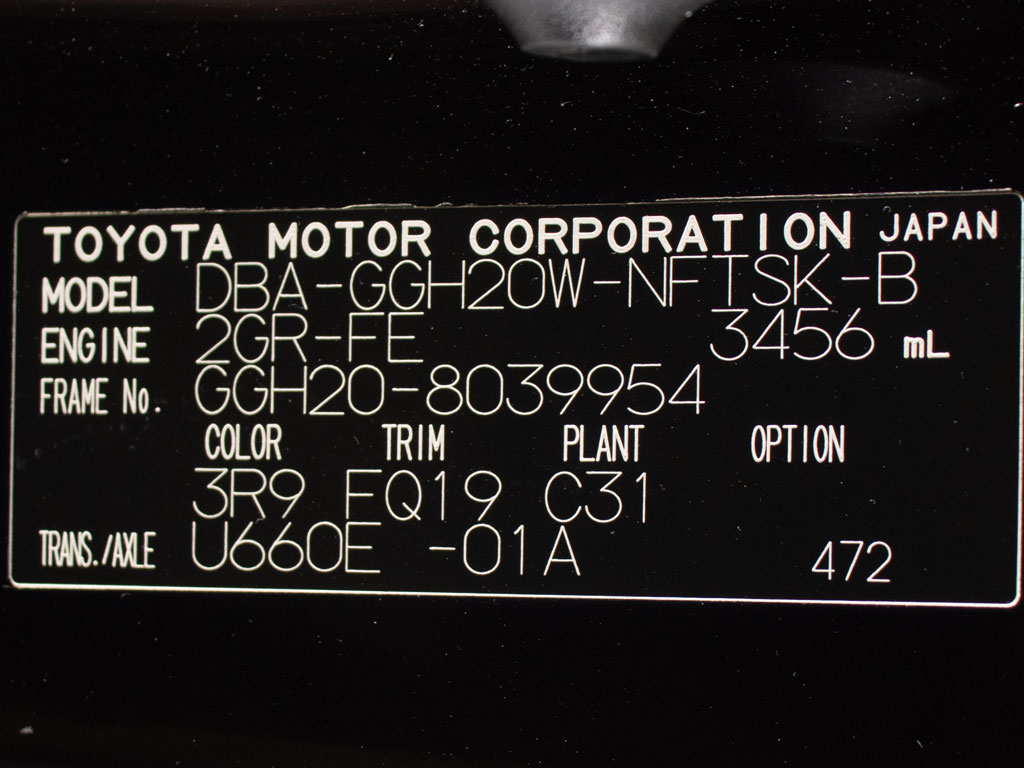 TOYOTA MOTOR CORPORATION JAPAN
MODEL DBA-GGH20W-NFTSK-B
ENGINE 2GR-FE 3456 mL
FRAME No. GGH20-8039954
COLOR TRIM PLANT OPTION
3R9 FQ19 C31
TRANS./AXLE U660E -01A 472